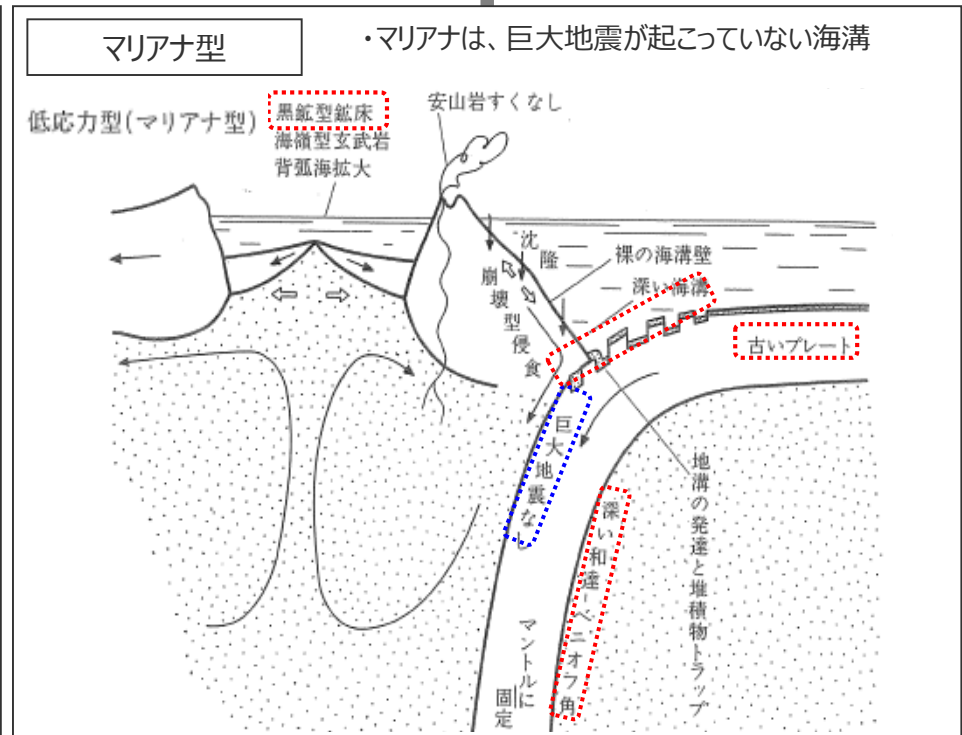 マリアナ型
・マリアナは、巨大地震が起こっていない海溝
低応力型(マリアナ型)
黒鉱型鉱床
海嶺型玄武岩
背弧海拡大
安山岩すくなし
沈隆
崩壊型侵食
裸の海溝壁
深い海溝
古いプレート
巨大地震なし
深い和達-ベニオフ角
地溝の発達と堆積物トラップ
マントルに
固定